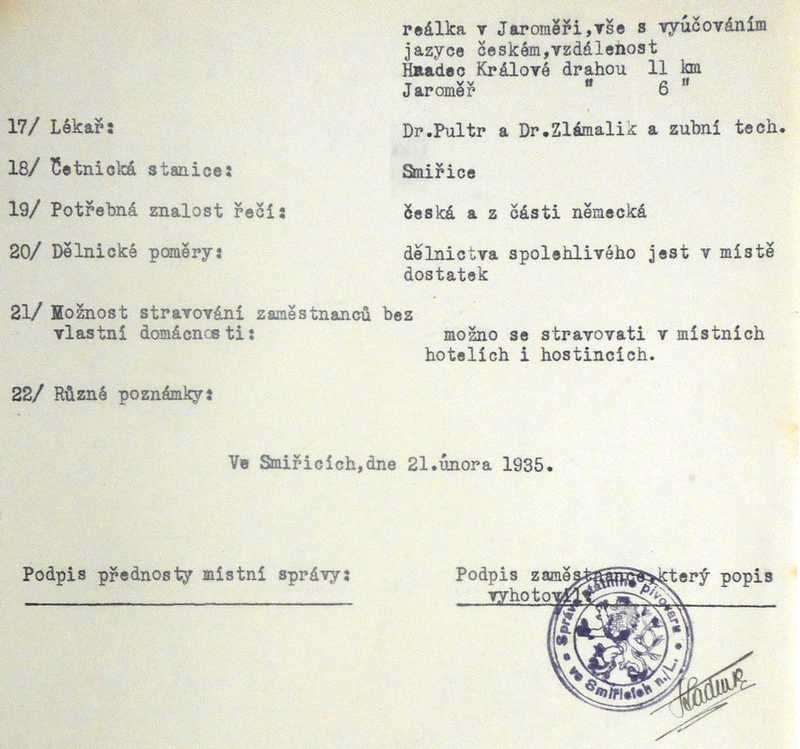 reálka v Jaroměři,vše s vyúčováním
jazyce českém,vzdálenost
Hradec Králové drahou 11 km
Jaroměř " 6 "
17/ Lékař: Dr.Pultr a Dr.Zlámalik a zubní tech.
18/ Četnická stanice: Smiřice
19/ Potřebná znalost řečí: česká a z části německá
20/ Dělnické poměry: dělnictva spolehlivého jest v místě
dostatek
21/ Možnost stravování zaměstnanců bez
vlastní domácnosti: možno se stravovati v místních
hotelích i hostincích.
22/ Různé poznámky:
Ve Smiřicích,dne 21.února 1935.
Podpis přednosty místní správy: Podpis zaměstnance,který popis
vyhotovil:
Správa státního pivovaru
ve Smiřicích n./L.